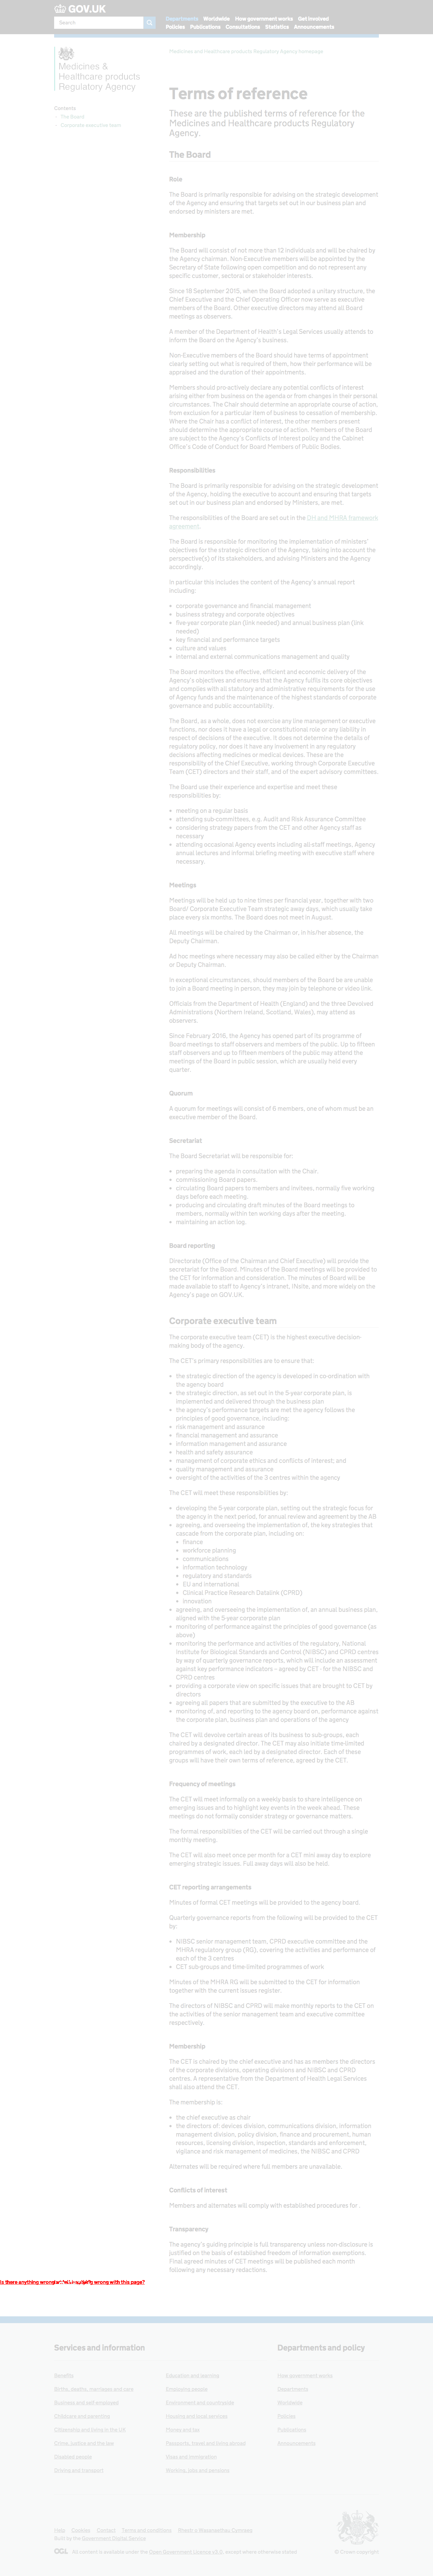 GOV.UK
Search
Departments Worldwide How government works Get involved
Policies Publications Consultations Statistics Announcements
Medicines &
Healthcare products
Regulatory Agency
Medicines and Healthcare products Regulatory Agency homepage
Contents
The Board
Corporate executive team
Terms of reference
These are the published terms of reference for the
Medicines and Healthcare products Regulatory
Agency.
The Board
Role
The Board is primarily responsible for advising on the strategic development
of the Agency and ensuring that targets set out in our business plan and
endorsed by ministers are met.
Membership
The Board will consist of not more than 12 individuals and will be chaired by
the Agency chairman. Non Executive members will be appointed by the
Secretary of State following open competition and do not represent any
specific customer, sectoral or stakeholder interests.
Since 18 September 2015, when the Board adopted a unitary structure, the
Chief Executive and the Chief Operating Officer now serve as executive
members of the Board. Other executive directors may attend all Board
meetings as observers.
A member of the Department of Health's Legal Services usually attends to
inform the Board on the Agency's business.
Non-Executive members of the Board should have terms of appointment
clearly setting out what is required of them, how their performance will be
appraised and the duration of their appointments.
Members should pro-actively declare any potential conflicts of interest
arising either from business on the agenda or from changes in their personal
circumstances. The Chair should determine an appropriate course of action,
from exclusion for a particular item of business to cessation of membership.
Where the Chair has a conflict of interest, the other members present
should determine the appropriate course of action. Members of the Board
are subject to the Agency's Conflicts of Interest policy and the Cabinet
Office's Code of Conduct for Board Members of Public Bodies.
Responsibilities
The Board is primarily responsible for advising on the strategic development
of the Agency, holding the executive to account and ensuring that targets
set out in our business plan and endorsed by Ministers, are met.
The responsibilities of the Board are set out in the DH and MHRA framework
agreement.
The Board is responsible for monitoring the implementation of ministers'
objectives for the strategic direction of the Agency, taking into account the
perspective(s) of its stakeholders, and advising Ministers and the Agency
accordingly.
In particular this includes the content of the Agency's annual report
including:
• corporate governance and financial management
• business strategy and corporate objectives
• five-year corporate plan (link needed) and annual business plan (link
needed)
• key financial and performance targets
• culture and values
• internal and external communications management and quality
The Board monitors the effective, efficient and economic delivery of the
Agency's objectives and ensures that the Agency fulfils its core objectives
and complies with all statutory and administrative requirements for the use
of Agency funds and the maintenance of the highest standards of corporate
governance and public accountability.
The Board, as a whole, does not exercise any line management or executive
functions, nor does it have a legal or constitutional role or any liability in
respect of decisions of the executive. It does not determine the details of
regulatory policy, nor does it have any involvement in any regulatory
decisions affecting medicines or medical devices. These are the
responsibility of the Chief Executive, working through Corporate Executive
Team (CET) directors and their staff, and of the expert advisory committees.
The Board use their experience and expertise and meet these
responsibilities by:
• meeting on a regular basis
• attending sub committees, e.g. Audit and Risk Assurance Committee
• considering strategy papers from the CET and other Agency staff as
necessary
• attending occasional Agency events including all-staff meetings, Agency
annual lectures and informal briefing meeting with executive staff where
necessary.
Meetings
Meetings will be held up to nine times per financial year, together with two
Board/ Corporate Executive Team strategic away days, which usually take
place every six months. The Board does not meet in August.
All meetings will be chaired by the Chairman or, in his/her absence, the
Deputy Chairman.
Ad hoc meetings where necessary may also be called either by the Chairman
or Deputy Chairman
In exceptional circumstances, should members of the Board be are unable
to join a Board meeting in person, they may join by telephone or video link.
Officials from the Department of Health (England) and the three Devolved
Administrations (Northern Ireland, Scotland, Wales), may attend as
observers.
Since February 2016, the Agency has opened part of its programme of
Board meetings to staff observers and members of the public. Up to fifteen
staff observers and up to fifteen members of the public may attend the
meetings of the Board in public session, which are usually held every
quarter.
Quorum
A quorum for meetings will consist of 6 members, one of whom must be an
executive member of the Board.
Secretariat
The Board Secretariat will be responsible for:
• preparing the agenda in consultation with the Chair.
• commissioning Board papers.
• circulating Board papers to members and invitees, normally five working
days before each meeting.
• producing and circulating draft minutes of the Board meetings to
members, normally within ten working days after the meeting.
• maintaining an action log.
Board reporting
Directorate (Office of the Chairman and Chief Executive) will provide the
secretariat for the Board. Minutes of the Board meetings will be provided to
the CET for information and consideration. The minutes of Board will be
made available to staff to Agency's intranet, INsite, and more widely on the
Agency's page on GOV.UK.
Corporate executive team
The corporate executive team (CET) is the highest executive decision-
making body of the agency.
The CET's primary responsibilities are to ensure that:
• the strategic direction of the agency is developed in co-ordination with
the agency board
• the strategic direction, as set out in the 5-year corporate plan, is
implemented and delivered through the business plan
• the agency's performance targets are met the agency follows the
principles of good governance, including:
• risk management and assurance
• financial management and assurance
• information management and assurance
• health and safety assurance
• management of corporate ethics and conflicts of interest; and
• quality management and assurance
• oversight of the activities of the 3 centres within the agency
The CET will meet these responsibilities by:
• developing the 5-year corporate plan, setting out the strategic focus for
the agency in the next period, for annual review and agreement by the AB
• agreeing, and overseeing the implementation of, the key strategies that
cascade from the corporate plan, including on:
• finance
• workforce planning
• communications
• information technology
• regulatory and standards
• EU and international
• Clinical Practice Research Datalink (CPRD)
• innovation
• agreeing, and overseeing the implementation of, an annual business plan,
aligned with the 5-year corporate plan
• monitoring of performance against the principles of good governance (as
above)
• monitoring the performance and activities of the regulatory, National
Institute for Biological Standards and Control (NIBSC) and CPRD centres
by way of quarterly governance reports, which will include an assessment
against key performance indicators – agreed by CET - for the NIBSC and
CPRD centres
• providing a corporate view on specific issues that are brought to CET by
directors
• agreeing all papers that are submitted by the executive to the AB
• monitoring of, and reporting to the agency board on, performance against
the corporate plan, business plan and operations of the agency
The CET will devolve certain areas of its business to sub-groups, each
chaired by a designated director. The CET may also initiate time-limited
programmes of work, each led by a designated director. Each of these
groups will have their own terms of reference, agreed by the CET.
Frequency of meetings
The CET will meet informally on a weekly basis to share intelligence on
emerging issues and to highlight key events in the week ahead. These
meetings do not formally consider strategy or governance matters.
The formal responsibilities of the CET will be carried out through a single
monthly meeting.
The CET will also meet once per month for a CET mini away day to explore
emerging strategic issues. Full away days will also be held.
CET reporting arrangements
Minutes of formal CET meetings will be provided to the agency board.
Quarterly governance reports from the following will be provided to the CET
by:
• NIBSC senior management team, CPRD executive committee and the
MHRA regulatory group (RG), covering the activities and performance of
each of the 3 centres
• CET sub-groups and time-limited programmes of work
Minutes of the MHRA RG will be submitted to the CET for information
together with the current issues register.
The directors of NIBSC and CPRD will make monthly reports to the CET on
the activities of the senior management team and executive committee
respectively.
Membership
The CET is chaired by the chief executive and has as members the directors
of the corporate divisions, the operating divisions and NIBSC and CPRD
centres. A representative from the Department of Health Legal Services
shall also attend the CET.
The membership is:
• the chief executive as chair
• the directors of: devices division, communications division, information
management division, policy division, finance and procurement, human
resources, licensing division, inspection, standards and enforcement,
vigilance and risk management of medicines, the NIBSC and CPRD
Alternates will be required where full members are unavailable.
Conflicts of interest
Members and alternates will comply with established procedures for .
Transparency
The agency's guiding principle is full transparency unless non-disclosure is
justified on the basis of established freedom of information exemptions.
Final agreed minutes of CET meetings will be published each month
following any necessary redactions.
Is there anything wrong with this page?
Services and information
Departments and policy
Benefits
Education and learning
How government works
Births, deaths, marriages and care
Employing people
Departments
Business and self-employed
Environment and countryside
Worldwide
Childcare and parenting
Housing and local services
Policies
Citizenship and living in the UK
Money and tax
Publications
Crime, justice and the law
Passports, travel and living abroad
Announcements
Disabled people
Visas and immigration
Driving and transport
Working, jobs and pensions
Help Cookies Contact Terms and conditions Rhestr o Wasanaethau Cymraeg
Built by the Government Digital Service
OGL All content is available under the Open Government Licence v3.0, except where otherwise stated
© Crown copyright